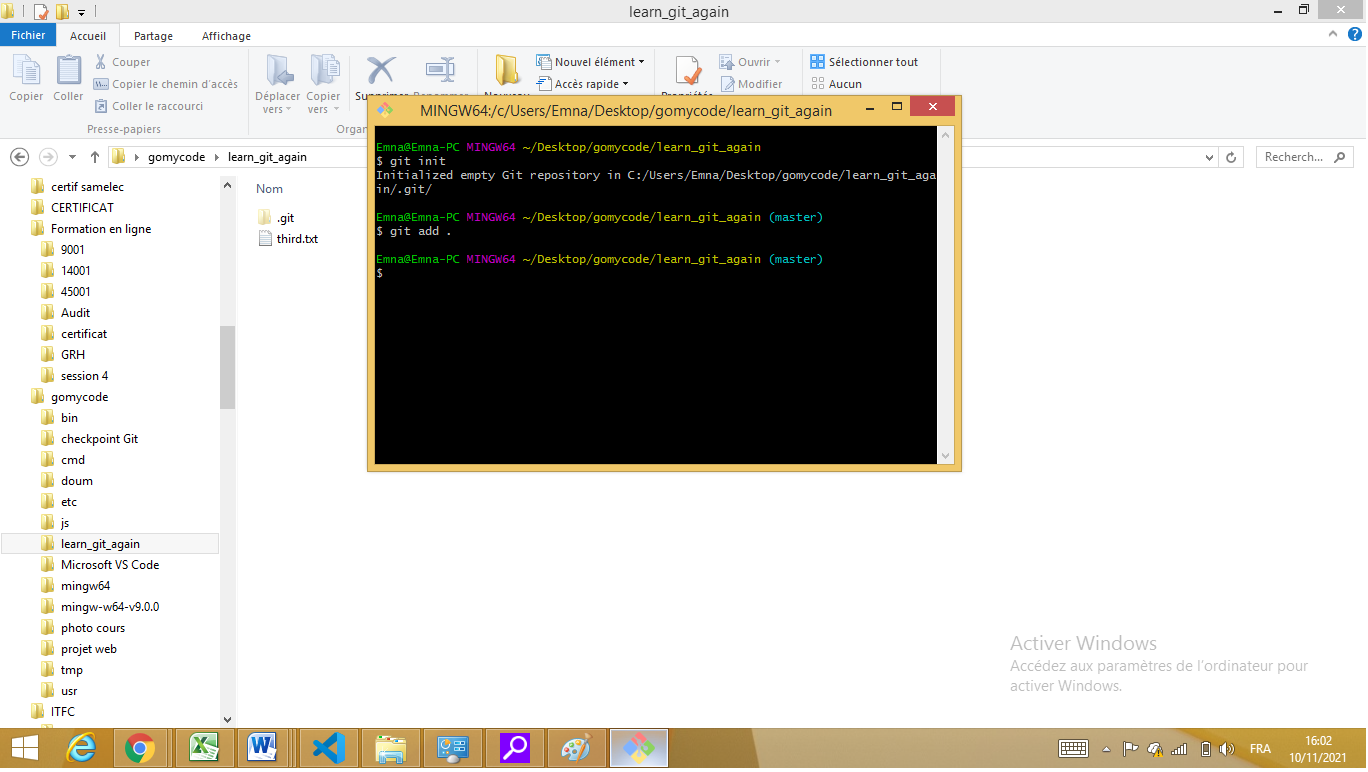 learn_git_again
Fichier
Accueil
Partage
Affichage
Copier
Coller
Couper
Copier le chemin d'accès
Coller le raccourci
Presse-papiers
Déplacer
vers
Copier
vers
Nouvel élément
Accès rapide
Ouvrir
Modifier
Sélectionner tout
Aucun
gomycode
learn_git_again
Recherch...
certif samelec
CERTIFICAT
Formation en ligne
9001
14001
45001
Audit
certificat
GRH
session 4
gomycode
bin
checkpoint Git
cmd
doum
etc
js
learn_git_again
Microsoft VS Code
mingw64
mingw-w64-v9.0.0
photo cours
projet web
tmp
usr
ITFC
Nom
.git
third.txt
MINGW64:/c/Users/Emna/Desktop/gomycode/learn_git_again
Emna@Emna-PC MINGW64 ~/Desktop/gomycode/learn_git_again
$ git init
Initialized empty Git repository in C:/Users/Emna/Desktop/gomycode/learn_git_aga
in/.git/
Emna@Emna-PC MINGW64 ~/Desktop/gomycode/learn_git_again (master)
$ git add .
Emna@Emna-PC MINGW64 ~/Desktop/gomycode/learn_git_again (master)
$
Activer Windows
Accédez aux paramètres de l'ordinateur pour
activer Windows.
FRA
16:02
10/11/2021